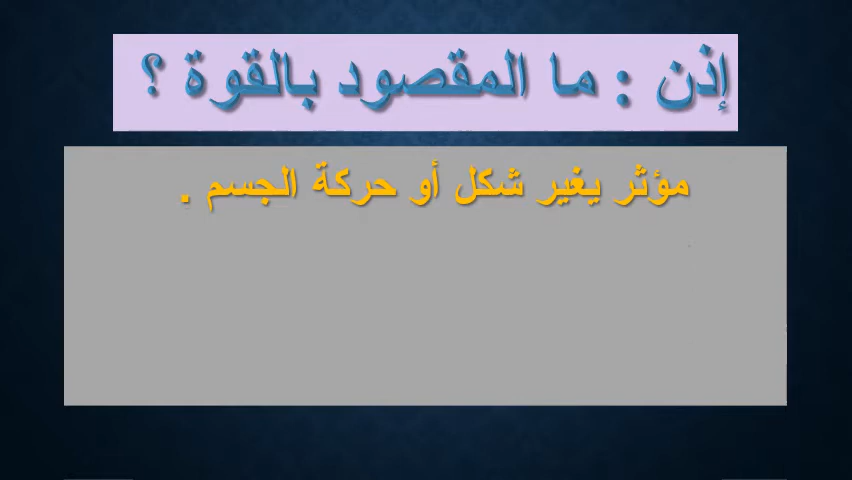 إذن : ما المقصود بالقوة ؟
مؤثر يغير شكل أو حركة الجسم .